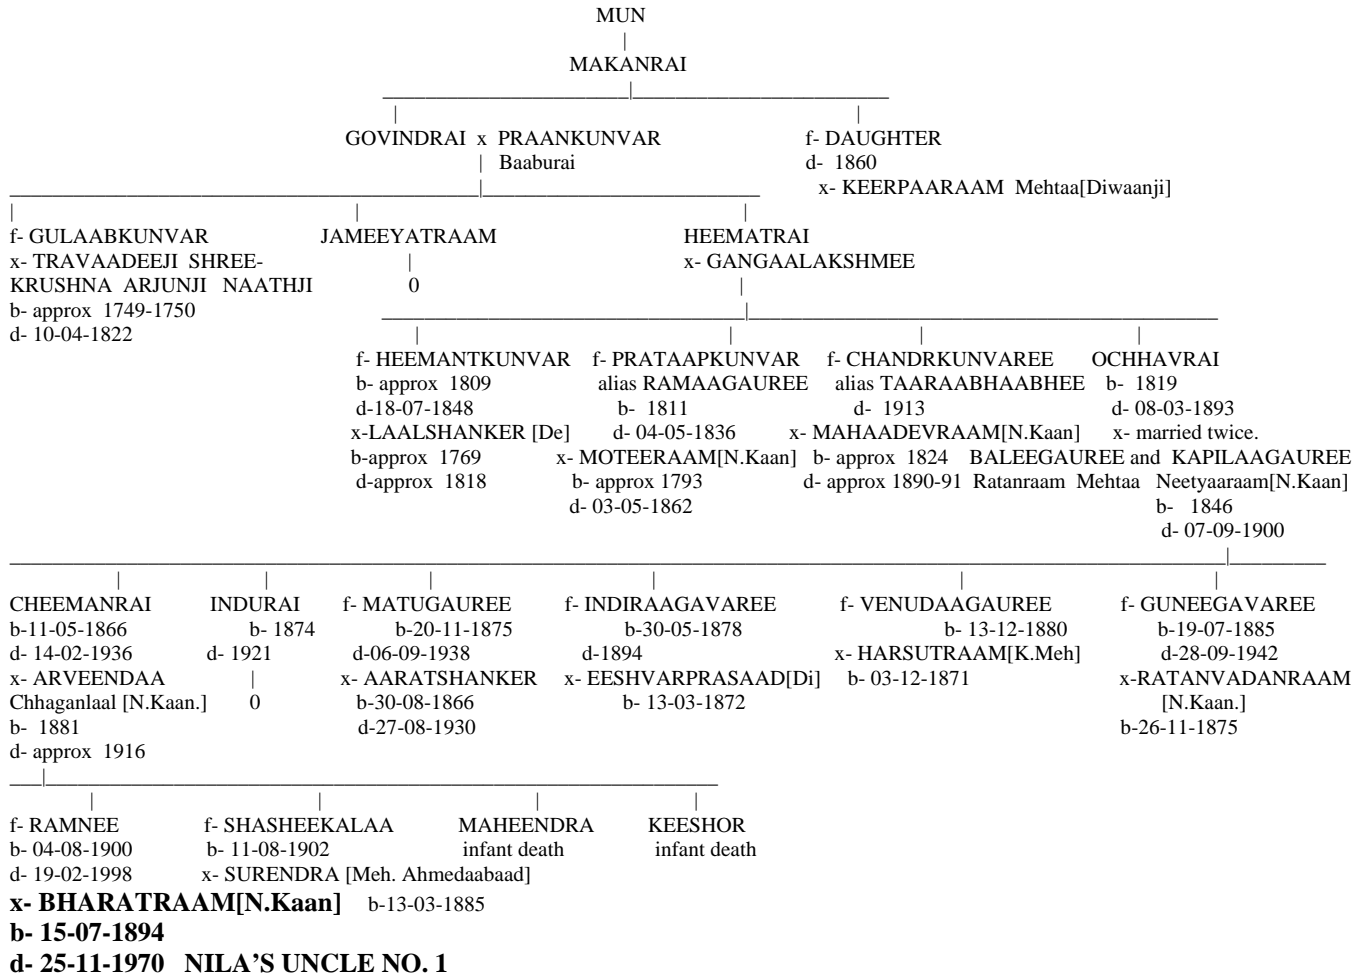 MUN
|
MAKANRAI
|
| |
GOVINDRAI x PRAANKUNVAR f- DAUGHTER
| Baaburai d- 1860
| x- KEERPAARAAM Mehtaa[Diwaanji]
| | |
f- GULAABKUNVAR JAMEEYATRAAM HEEMATRAI
x- TRAVAADEEJI SHREE- | x- GANGAALAKSHMEE
KRUSHNA ARJUNJI NAATHJI 0 |
b- approx 1749-1750
d- 10-04-1822 |
| | | |
f- HEEMANTKUNVAR f- PRATAAPKUNVAR f- CHANDRKUNVAREE OCHHAVRAI
b- approx 1809 alias RAMAAGAUREE alias TAARAABHAABHEE b- 1819
d-18-07-1848 b- 1811 d- 1913 d- 08-03-1893
x-LAALSHANKER [De] d- 04-05-1836 x- MAHAADEVRAAM[N.Kaan] x- married twice.
b-approx 1769 x- MOTEERAAM[N.Kaan] b- approx 1824 BALEEGAUREE and KAPILAAGAUREE
d-approx 1818 b- approx 1793 d- approx 1890-91 Ratanraam Mehtaa Neetyaaraam[N.Kaan]
d- 03-05-1862 b- 1846
d- 07-09-1900
|
| | | | | |
CHEEMANRAI INDURAI f- MATUGAUREE f- INDIRAAGAVAREE f- VENUDAAGAUREE f- GUNEEGAVAREE
b-11-05-1866 b- 1874 b-20-11-1875 b-30-05-1878 b- 13-12-1880 b-19-07-1885
d- 14-02-1936 d- 1921 d-06-09-1938 d-1894 x- HARSUTRAAM[K.Meh] d-28-09-1942
x- ARVEENDAA | x- AARATSHANKER x- EESHVARPRASAAD[Di] b- 03-12-1871 x-RATANVADANRAAM
Chhaganlaal [N.Kaan.] 0 b-30-08-1866 b- 13-03-1872 [N.Kaan.]
b- 1881 d-27-08-1930 b-26-11-1875
d- approx 1916
|
| | | |
f- RAMNEE f- SHASHEEKALAA MAHEENDRA KEESHOR
b- 04-08-1900 b- 11-08-1902 infant death infant death
d- 19-02-1998 x- SURENDRA [Meh. Ahmedaabaad]
x- BHARATRAAM[N.Kaan] b-13-03-1885
b- 15-07-1894
d- 25-11-1970 NILA'S UNCLE NO. 1